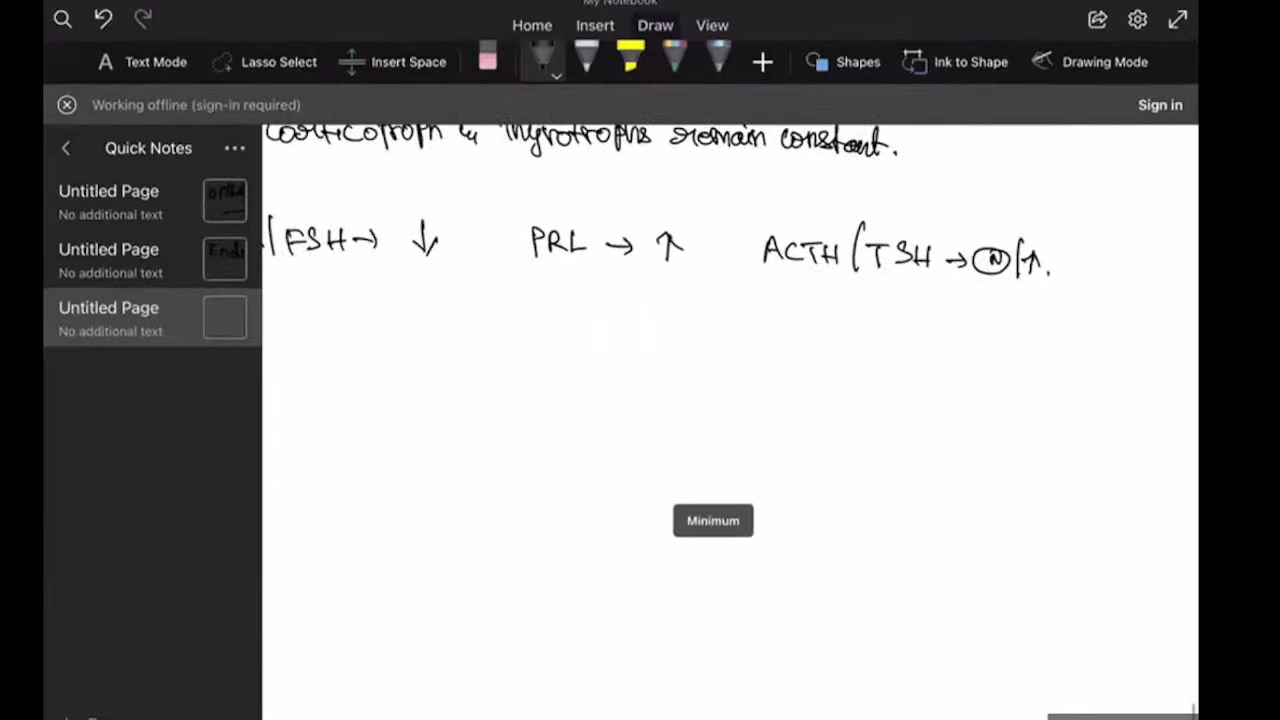 My Notebook
Home Insert Draw View
Text Mode Lasso Select Insert Space Shapes Ink to Shape Drawing Mode
Working offline (sign-in required) Sign in
Quick Notes
Untitled Page
No additional text
Untitled Page
No additional text
Untitled Page
No additional text
corticoroph & thyrotrophs remain constant.
/FSH → ↓ PRL → ↑ ACTH/TSH → Ⓝ/↑.
Minimum